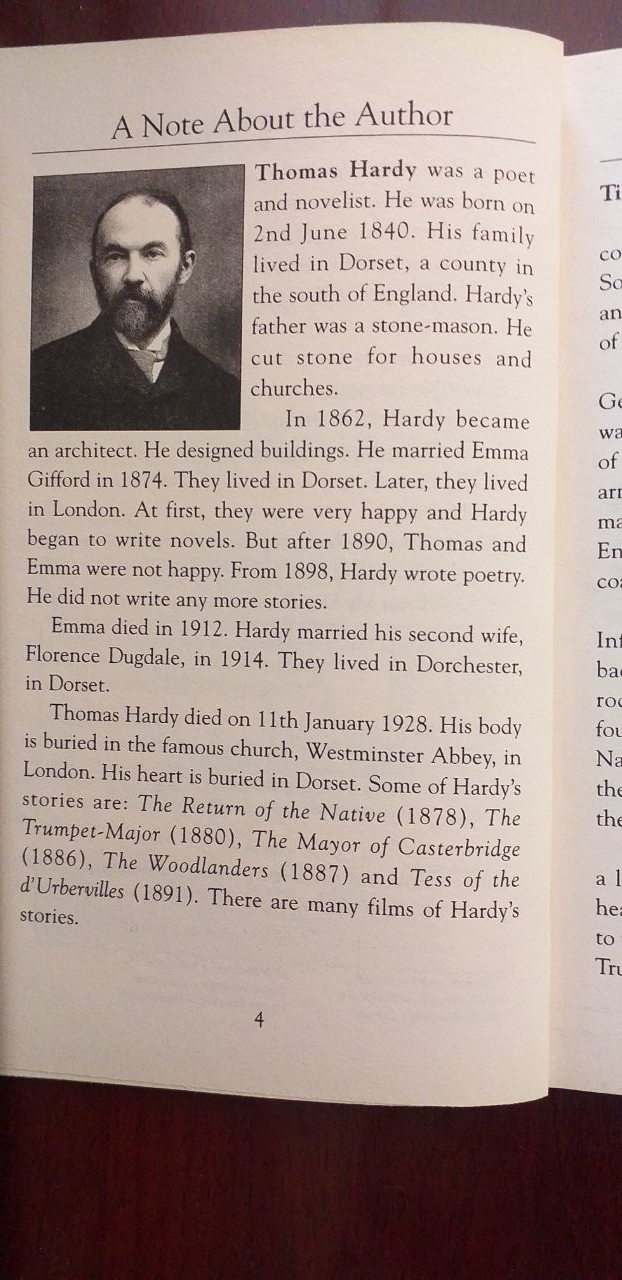 A Note About the Author
Thomas Hardy was a poet
and novelist. He was born on
2nd June 1840. His family
lived in Dorset, a county in
the south of England. Hardy's
father was a stone-mason. He
cut stone for houses and
churches.
In 1862, Hardy became
an architect. He designed buildings. He married Emma
Gifford in 1874. They lived in Dorset. Later, they lived
in London. At first, they were very happy and Hardy
began to write novels. But after 1890, Thomas and
Emma were not happy. From 1898, Hardy wrote poetry.
He did not write any more stories.
Emma died in 1912. Hardy married his second wife,
Florence Dugdale, in 1914. They lived in Dorchester,
in Dorset.
Thomas Hardy died on 11th January 1928. His body
is buried in the famous church, Westminster Abbey, in
London. His heart is buried in Dorset. Some of Hardy's
stories are: The Return of the Native (1878), The
Trumpet-Major (1880), The Mayor of Casterbridge
(1886), The Woodlanders (1887) and Tess of the
d'Urbervilles (1891). There are many films of Hardy's
stories.
4
of
of
a
to